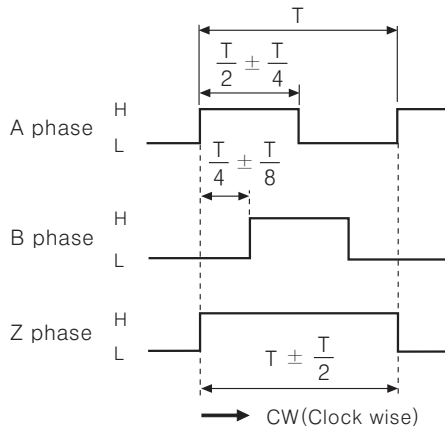 T
T/2 ± T/4
H
A phase
L
T/4 ± T/8
H
B phase
L
H
Z phase
L
T ± T/2
CW(Clock wise)